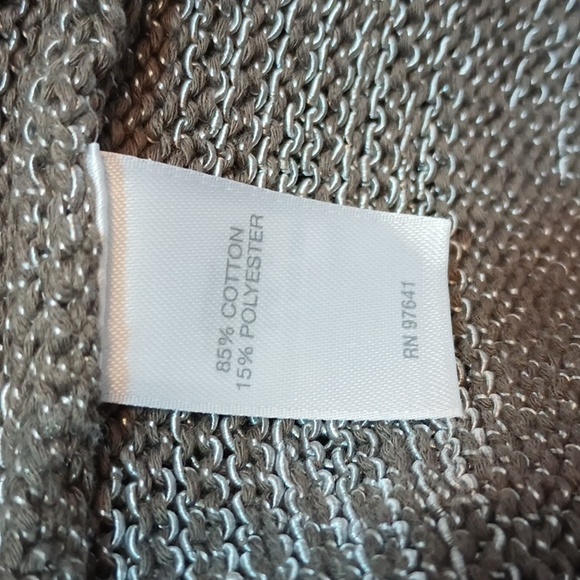 85% COTTON
15% POLYESTER
RN 97641